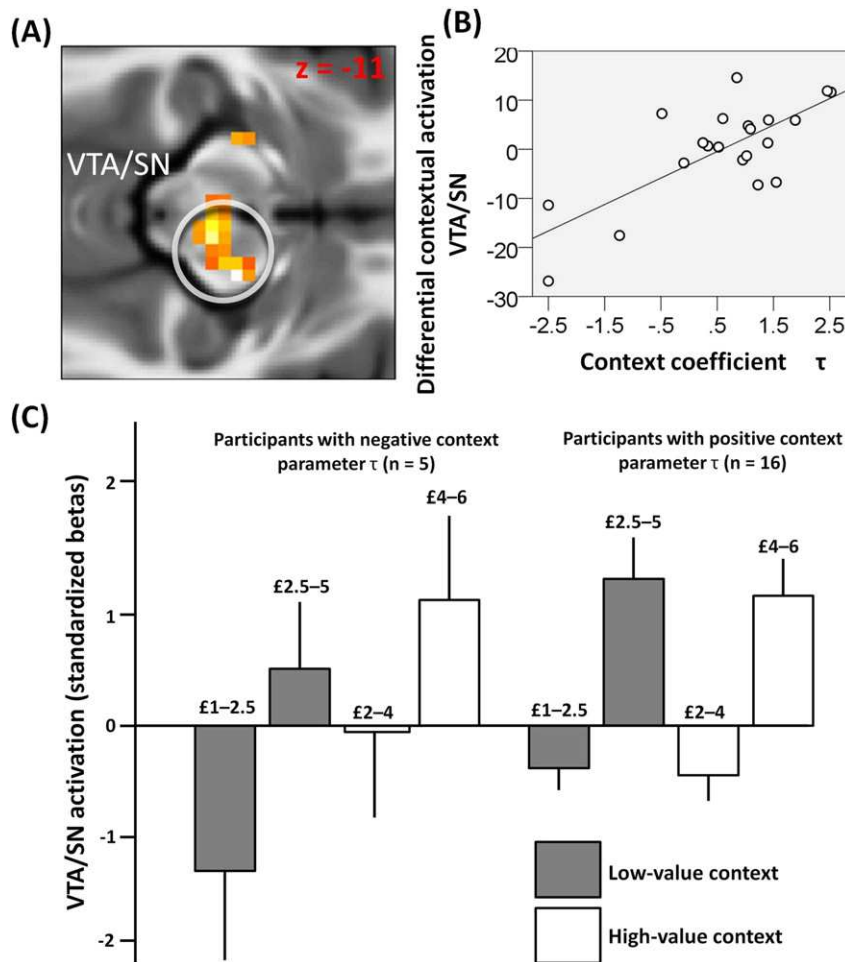 (A)
z = -11
VTA/SN
(B)
Differential contextual activation
VTA/SN
20
10
0
-10
-20
-30
-2.5 -1.5 -.5 .5 1.5 2.5
Context coefficient τ
(C)
VTA/SN activation (standardized betas)
2
1
0
-1
-2
Participants with negative context
parameter τ (n = 5)
£1–2.5
£2.5–5
£2–4
£4–6
Participants with positive context
parameter τ (n = 16)
£1–2.5
£2.5–5
£2–4
£4–6
Low-value context
High-value context